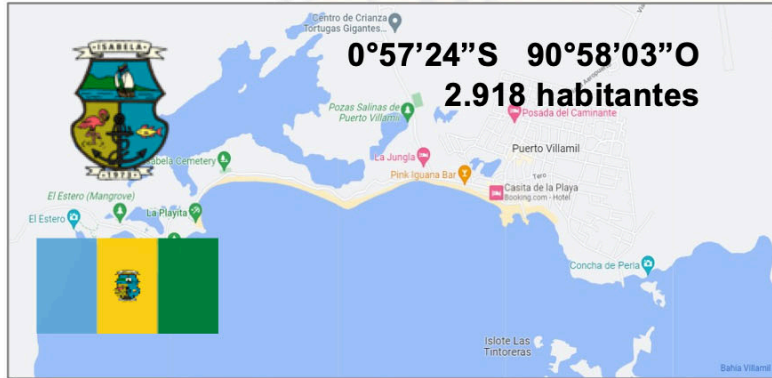 ISABELA
1973
0°57’24”S 90°58’03”O
2.918 habitantes
Centro de Crianza
Tortugas Gigantes...
Pozas Salinas de
Puerto Villamil
Posada del Caminante
Puerto Villamil
La Jungla
Tero
Pink Iguana Bar
Casita de la Playa
Booking.com - Hotel
Isabela Cemetery
El Estero (Mangrove)
El Estero
La Playita
Concha de Perla
Islote Las
Tintoreras
Bahia Villamil